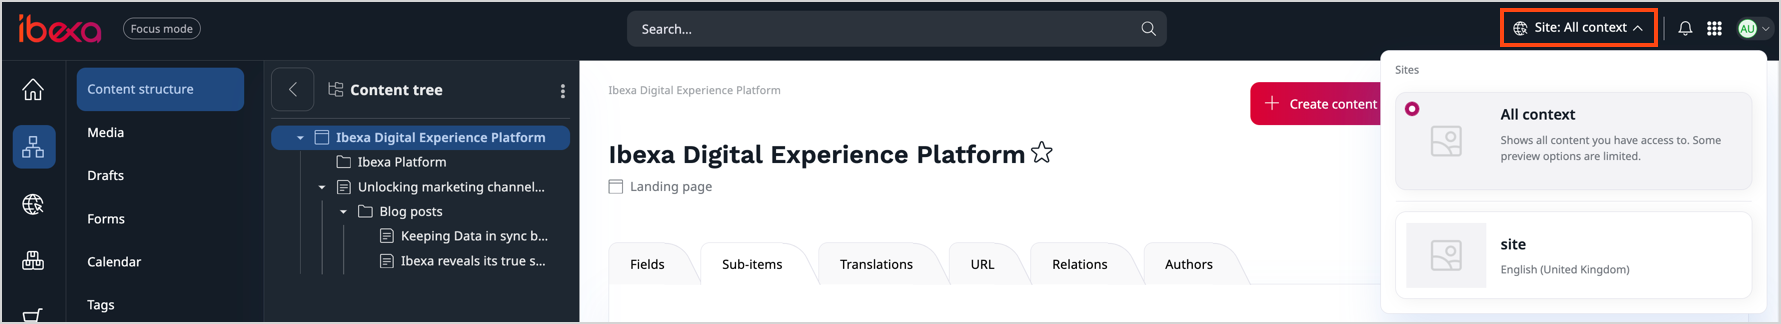 ibexa
Focus mode
Search...
Site: All context
AU
Content structure
Media
Drafts
Forms
Calendar
Tags
Content tree
Ibexa Digital Experience Platform
Ibexa Platform
Unlocking marketing channel...
Blog posts
Keeping Data in sync b...
Ibexa reveals its true s...
Ibexa Digital Experience Platform
Create content
Ibexa Digital Experience Platform
Landing page
Fields
Sub-items
Translations
URL
Relations
Authors
Sites
All context
Shows all content you have access to. Some
preview options are limited.
site
English (United Kingdom)